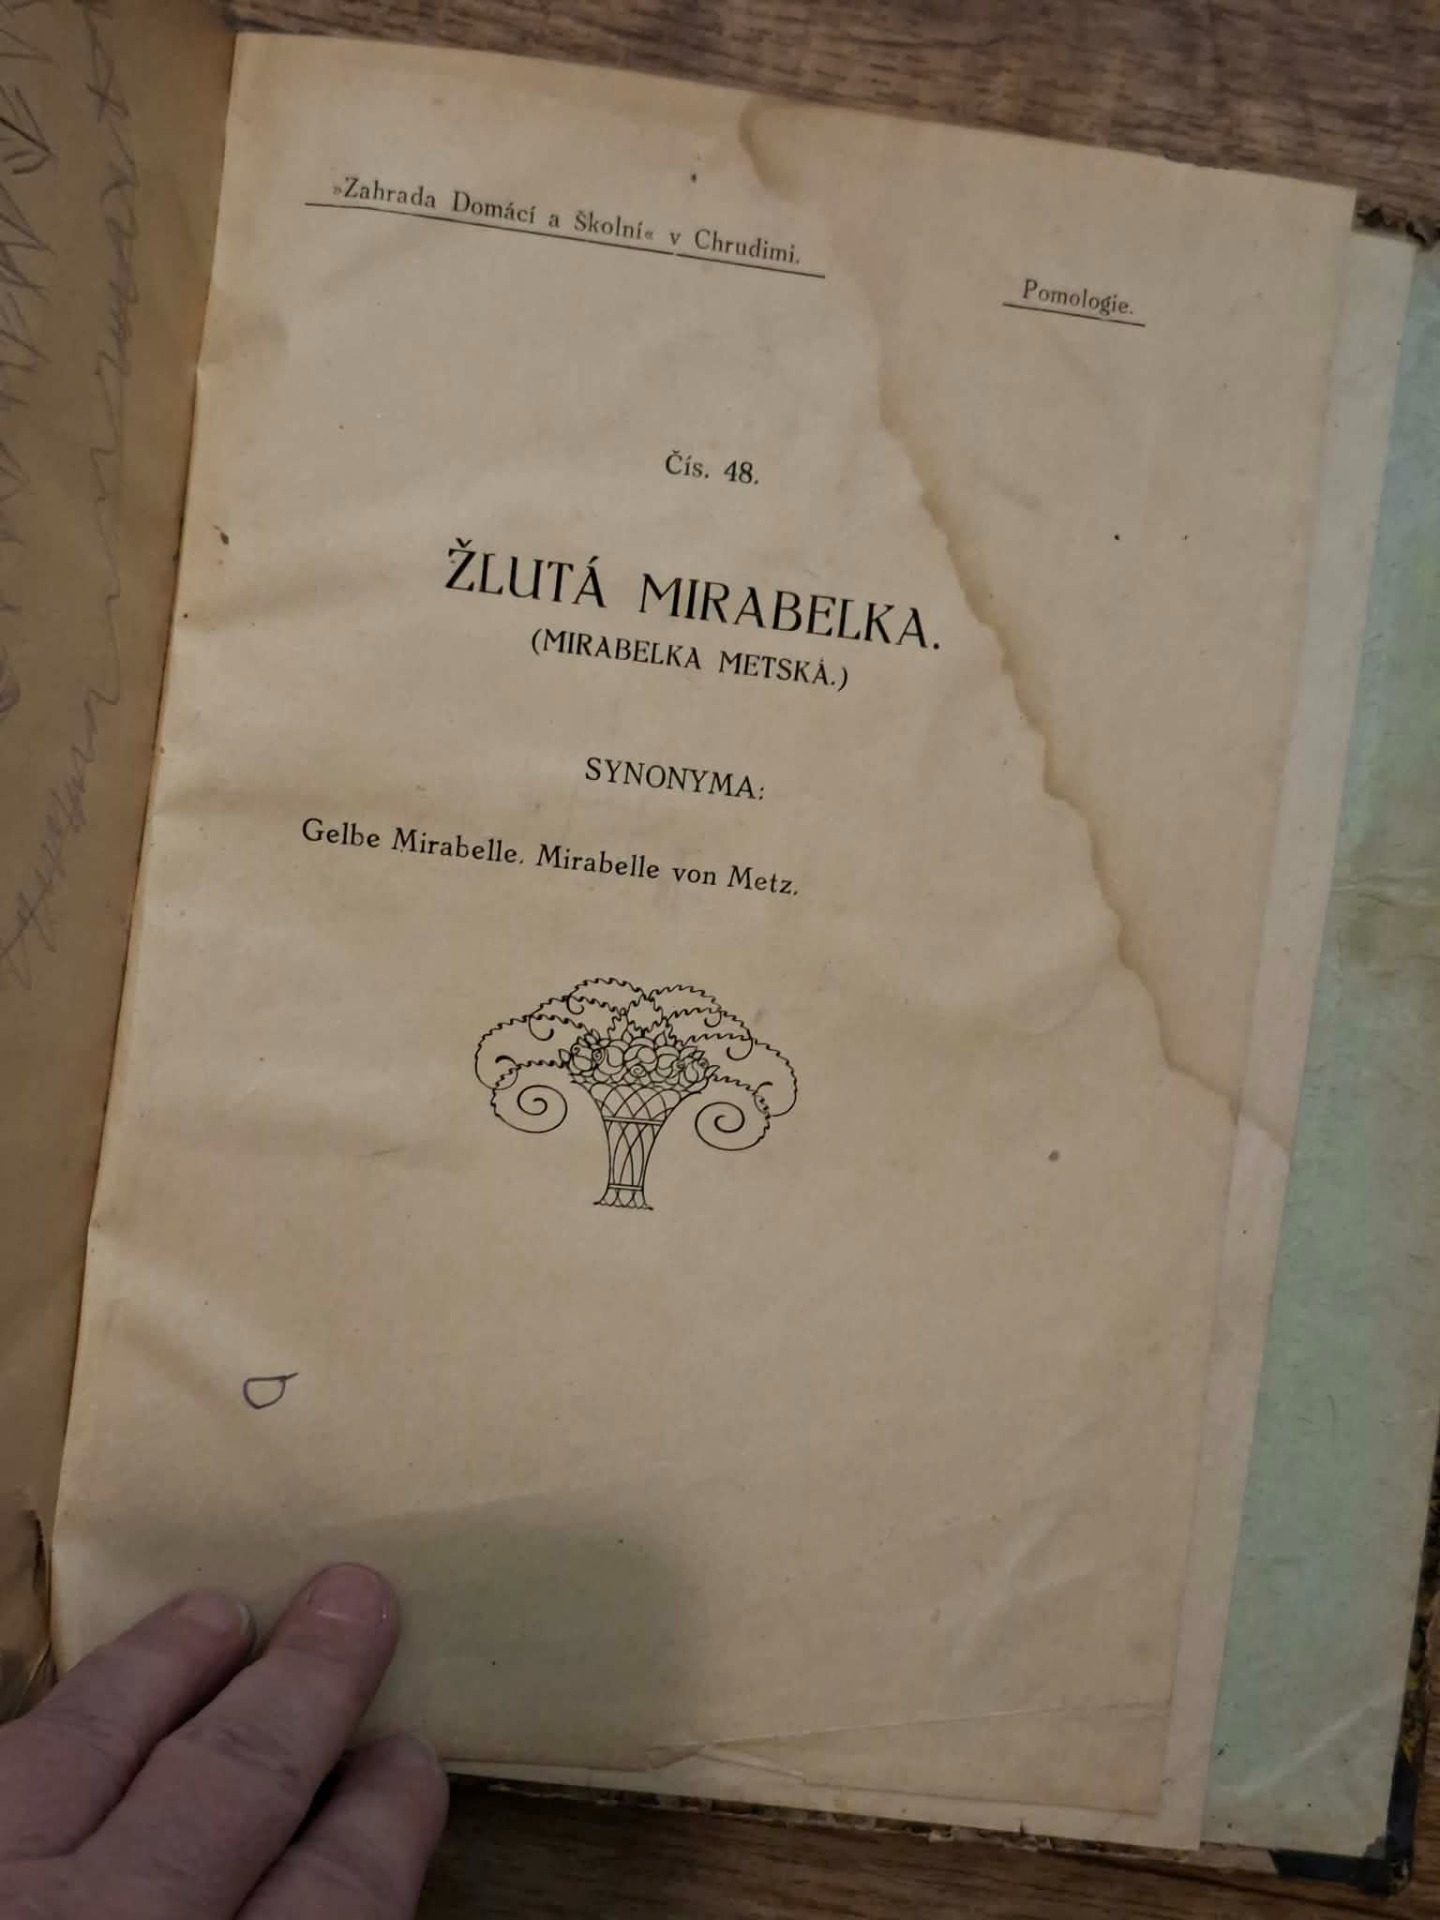 »Zahrada Domácí a Školní« v Chrudimi.
Pomologie.
Čís. 48.
ŽLUTÁ MIRABELKA.
(MIRABELKA METSKÁ.)
SYNONYMA:
Gelbe Mirabelle. Mirabelle von Metz.